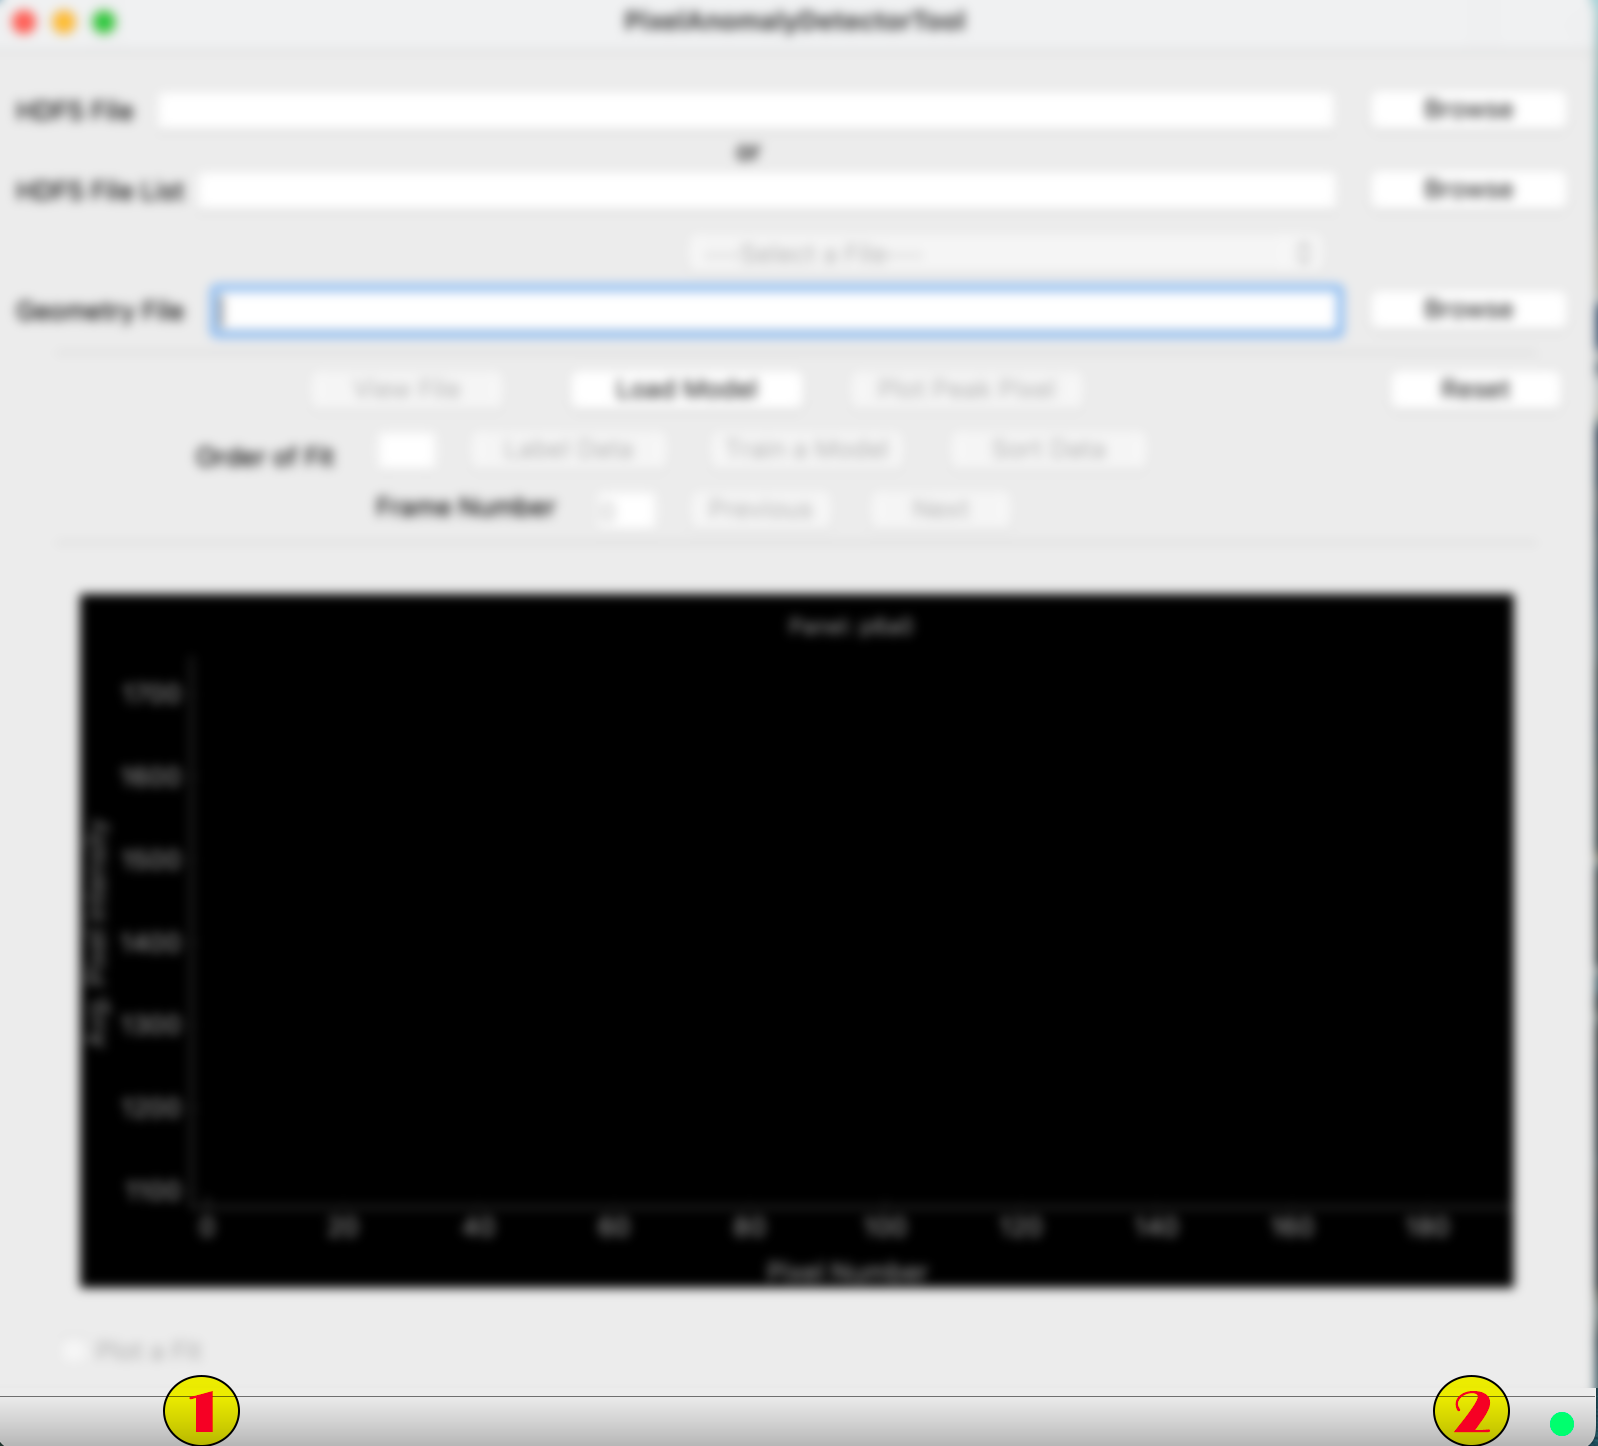 PixelAnomalyDetectorTool
HDF5 File
Browse
or
HDF5 File List
Browse
---Select a File---
Geometry File
Browse
View File
Load Model
Plot Peak Pixel
Reset
Order of Fit
Label Data
Train a Model
Sort Data
Frame Number
Previous
Next
Panel: p6a0
1700
1600
1500
1400
1300
1200
1100
Avg. Pixel intensity
0 20 40 60 80 100 120 140 160 180
Pixel Number
Plot a Fit
1 2